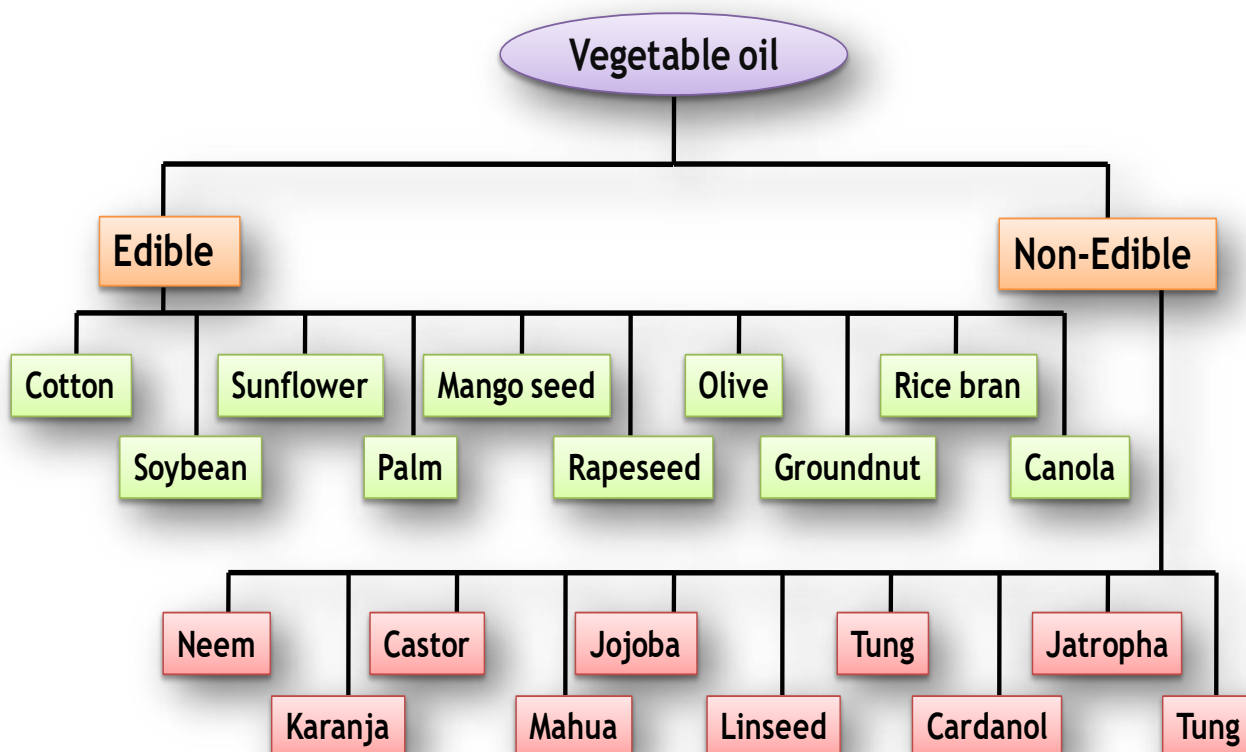 Vegetable oil
Edible
Non-Edible
Cotton
Sunflower
Mango seed
Olive
Rice bran
Soybean
Palm
Rapeseed
Groundnut
Canola
Neem
Castor
Jojoba
Tung
Jatropha
Karanja
Mahua
Linseed
Cardanol
Tung